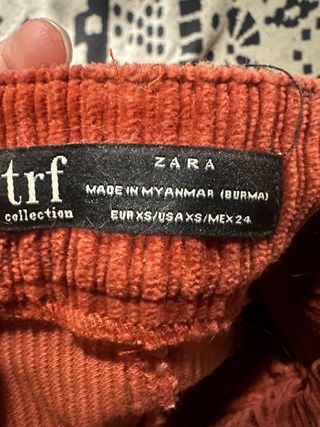 trf
collection
ZARA
MADE IN MYANMAR (BURMA)
EUR XS/USA XS/MEX 24